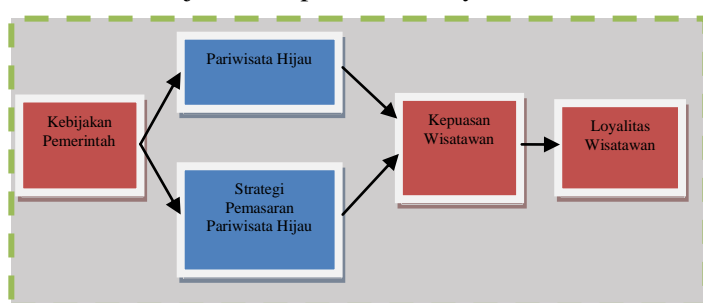 Pariwisata Hijau
Kebijakan
Pemerintah
Strategi
Pemasaran
Pariwisata Hijau
Kepuasan
Wisatawan
Loyalitas
Wisatawan